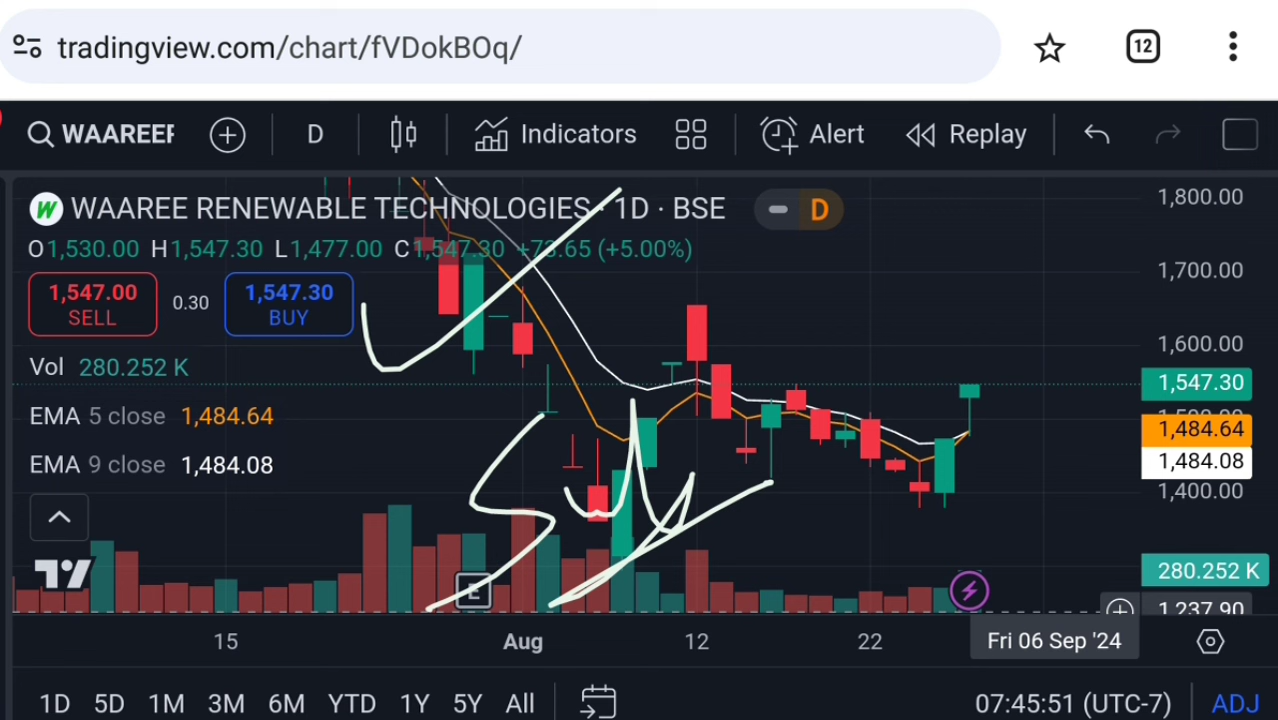 tradingview.com/chart/fVDokBOq/
12
WAAREEF
D
Indicators
Alert
Replay
WAAREE RENEWABLE TECHNOLOGIES · 1D · BSE
D
O1,530.00 H1,547.30 L1,477.00 C1,547.30 +73.65 (+5.00%)
1,547.00
SELL
0.30
1,547.30
BUY
Vol 280.252 K
EMA 5 close 1,484.64
EMA 9 close 1,484.08
E
1,800.00
1,700.00
1,600.00
1,547.30
1,484.64
1,484.08
1,400.00
280.252 K
1,237.90
15
Aug
12
22
Fri 06 Sep '24
1D 5D 1M 3M 6M YTD 1Y 5Y All
07:45:51 (UTC-7)
ADJ